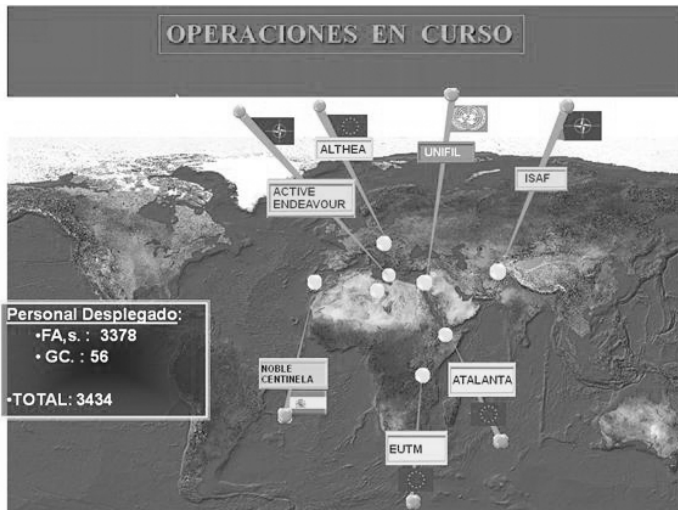 OPERACIONES EN CURSO
ALTHEA
UNIFIL
ISAF
ACTIVE
ENDEAVOUR
Personal Desplegado:
•FA,s. : 3378
• GC. : 56
•TOTAL: 3434
NOBLE
CENTINELA
ATALANTA
EUTM